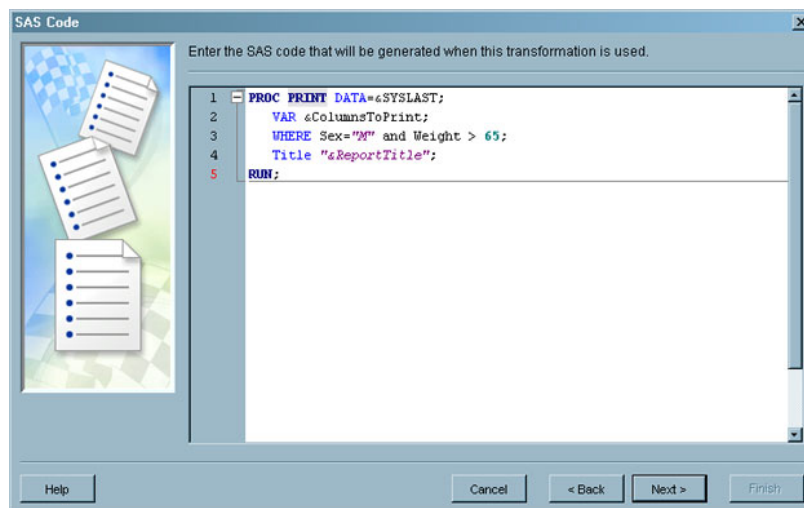 SAS Code
Enter the SAS code that will be generated when this transformation is used.
1 PROC PRINT DATA=&SYSLAST;
2 VAR &ColumnsToPrint;
3 WHERE Sex="M" and Weight > 65;
4 Title "&ReportTitle";
5 RUN;
Help
Cancel
< Back
Next >
Finish